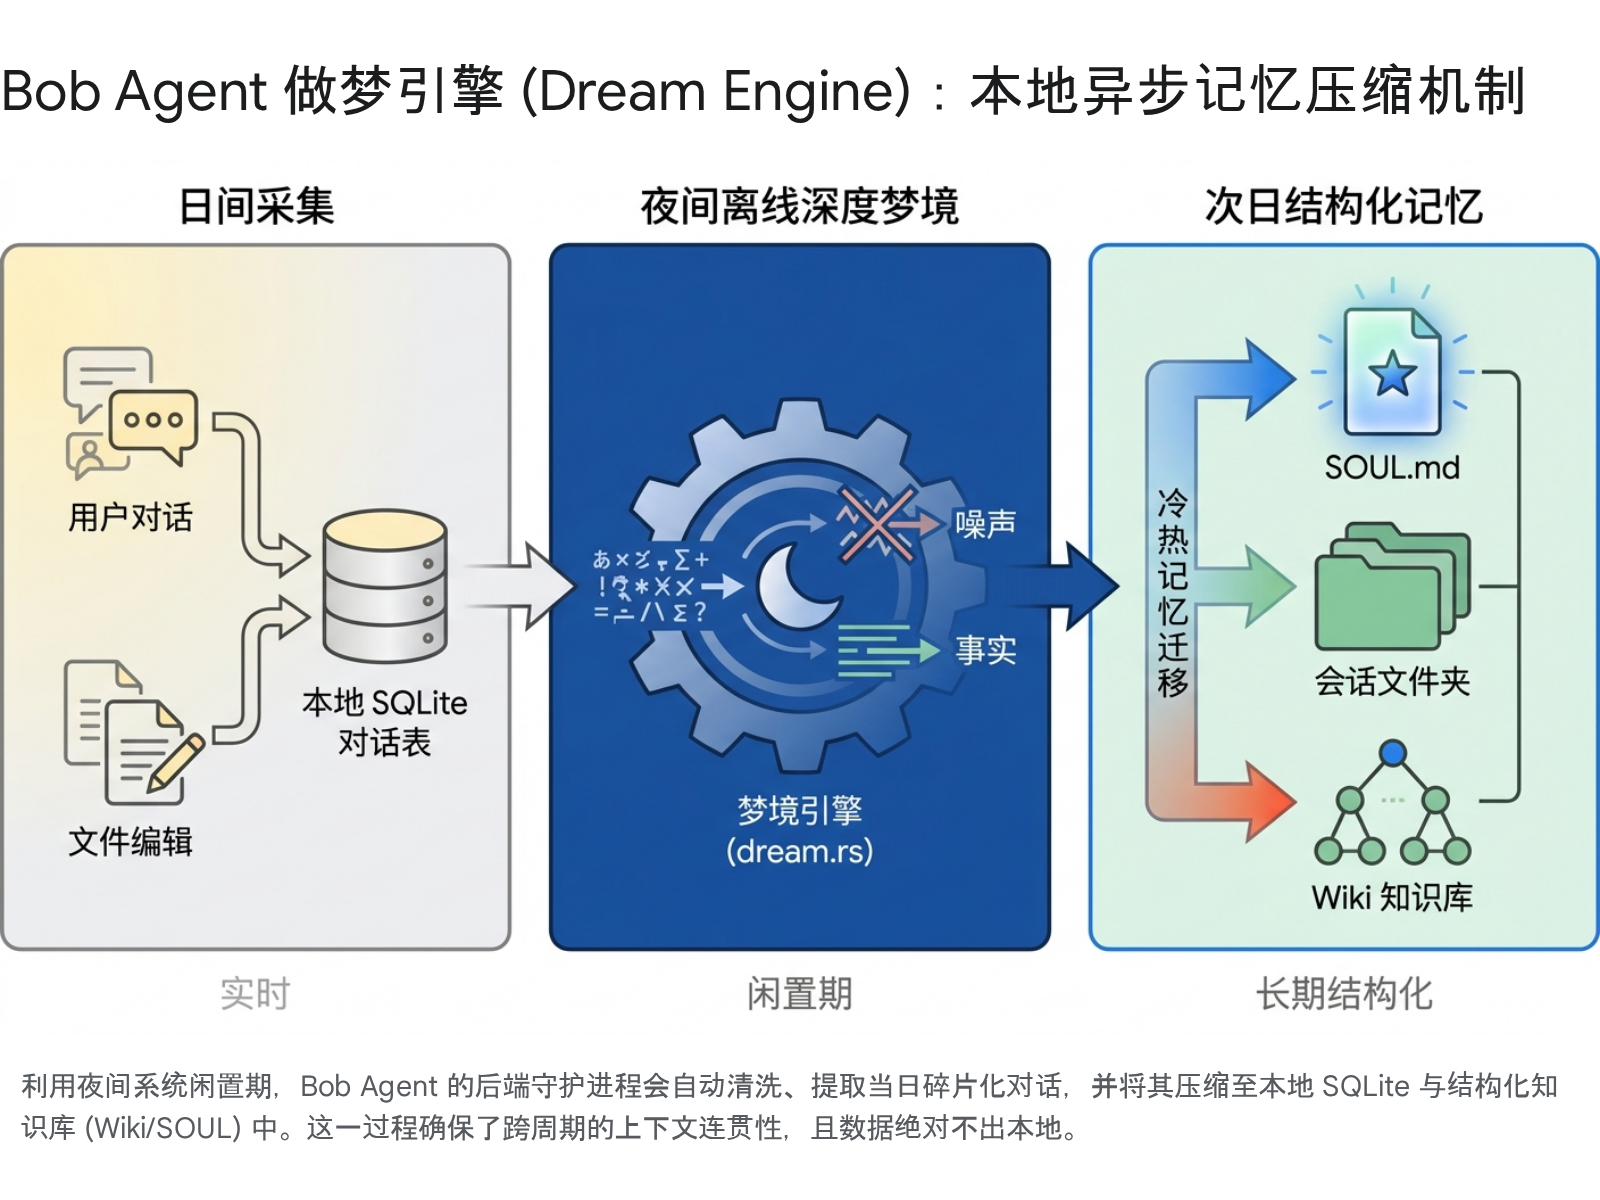 Bob Agent 做梦引擎 (Dream Engine)：本地异步记忆压缩机制
日间采集
夜间离线深度梦境
次日结构化记忆
用户对话
文件编辑
本地 SQLite
对话表
噪声
事实
梦境引擎
(dream.rs)
冷热记忆迁移
SOUL.md
会话文件夹
Wiki 知识库
实时
闲置期
长期结构化
利用夜间系统闲置期，Bob Agent 的后端守护进程会自动清洗、提取当日碎片化对话，并将其压缩至本地 SQLite 与结构化知
识库 (Wiki/SOUL) 中。这一过程确保了跨周期的上下文连贯性，且数据绝对不出本地。